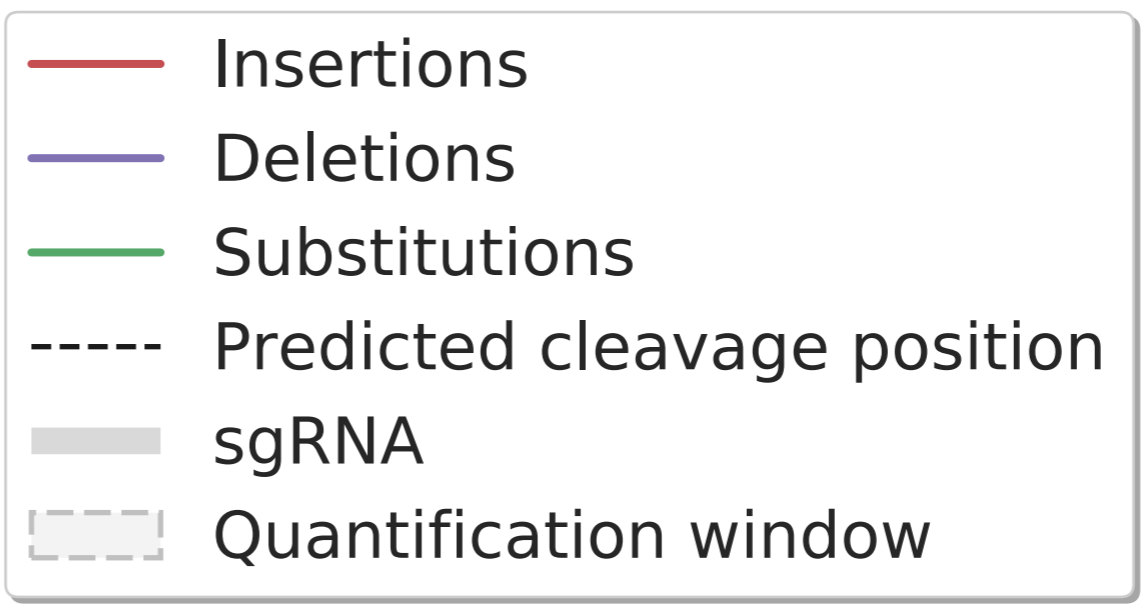 Insertions
Deletions
Substitutions
Predicted cleavage position
sgRNA
Quantification window